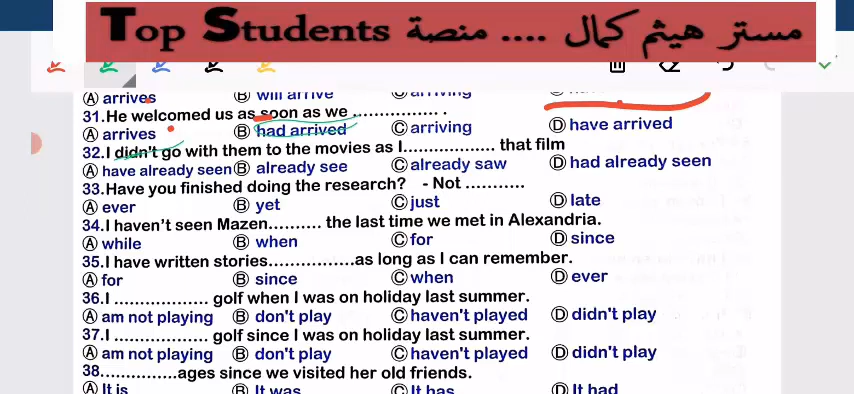 Top Students مستر هيثم كمال .... منصة
Ⓐ arrives Ⓑ will arrive Ⓒ arriving Ⓓ
31.He welcomed us as soon as we .................. .
Ⓐ arrives Ⓑ had arrived Ⓒ arriving Ⓓ have arrived
32.I didn't go with them to the movies as I.................. that film
Ⓐ have already seen Ⓑ already see Ⓒ already saw Ⓓ had already seen
33.Have you finished doing the research? - Not ...........
Ⓐ ever Ⓑ yet Ⓒ just Ⓓ late
34.I haven't seen Mazen.......... the last time we met in Alexandria.
Ⓐ while Ⓑ when Ⓒ for Ⓓ since
35.I have written stories................as long as I can remember.
Ⓐ for Ⓑ since Ⓒ when Ⓓ ever
36.I ................. golf when I was on holiday last summer.
Ⓐ am not playing Ⓑ don't play Ⓒ haven't played Ⓓ didn't play
37.I ................. golf since I was on holiday last summer.
Ⓐ am not playing Ⓑ don't play Ⓒ haven't played Ⓓ didn't play
38...............ages since we visited her old friends.
Ⓐ It is Ⓑ It was Ⓒ It has Ⓓ It had